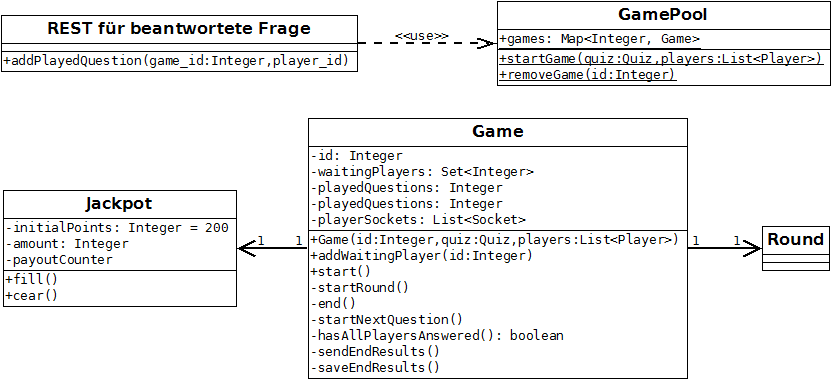 REST für beantwortete Frage
+addPlayedQuestion(game_id:Integer,player_id)
<<use>>
GamePool
+games: Map<Integer, Game>
+startGame(quiz:Quiz,players:List<Player>)
+removeGame(id:Integer)
Game
-id: Integer
-waitingPlayers: Set<Integer>
-playedQuestions: Integer
-playedQuestions: Integer
-playerSockets: List<Socket>
+Game(id:Integer,quiz:Quiz,players:List<Player>)
+addWaitingPlayer(id:Integer)
+start()
-startRound()
-end()
-startNextQuestion()
-hasAllPlayersAnswered(): boolean
-sendEndResults()
-saveEndResults()
Jackpot
-initialPoints: Integer = 200
-amount: Integer
-payoutCounter
+fill()
+cear()
1 1
1 1
Round